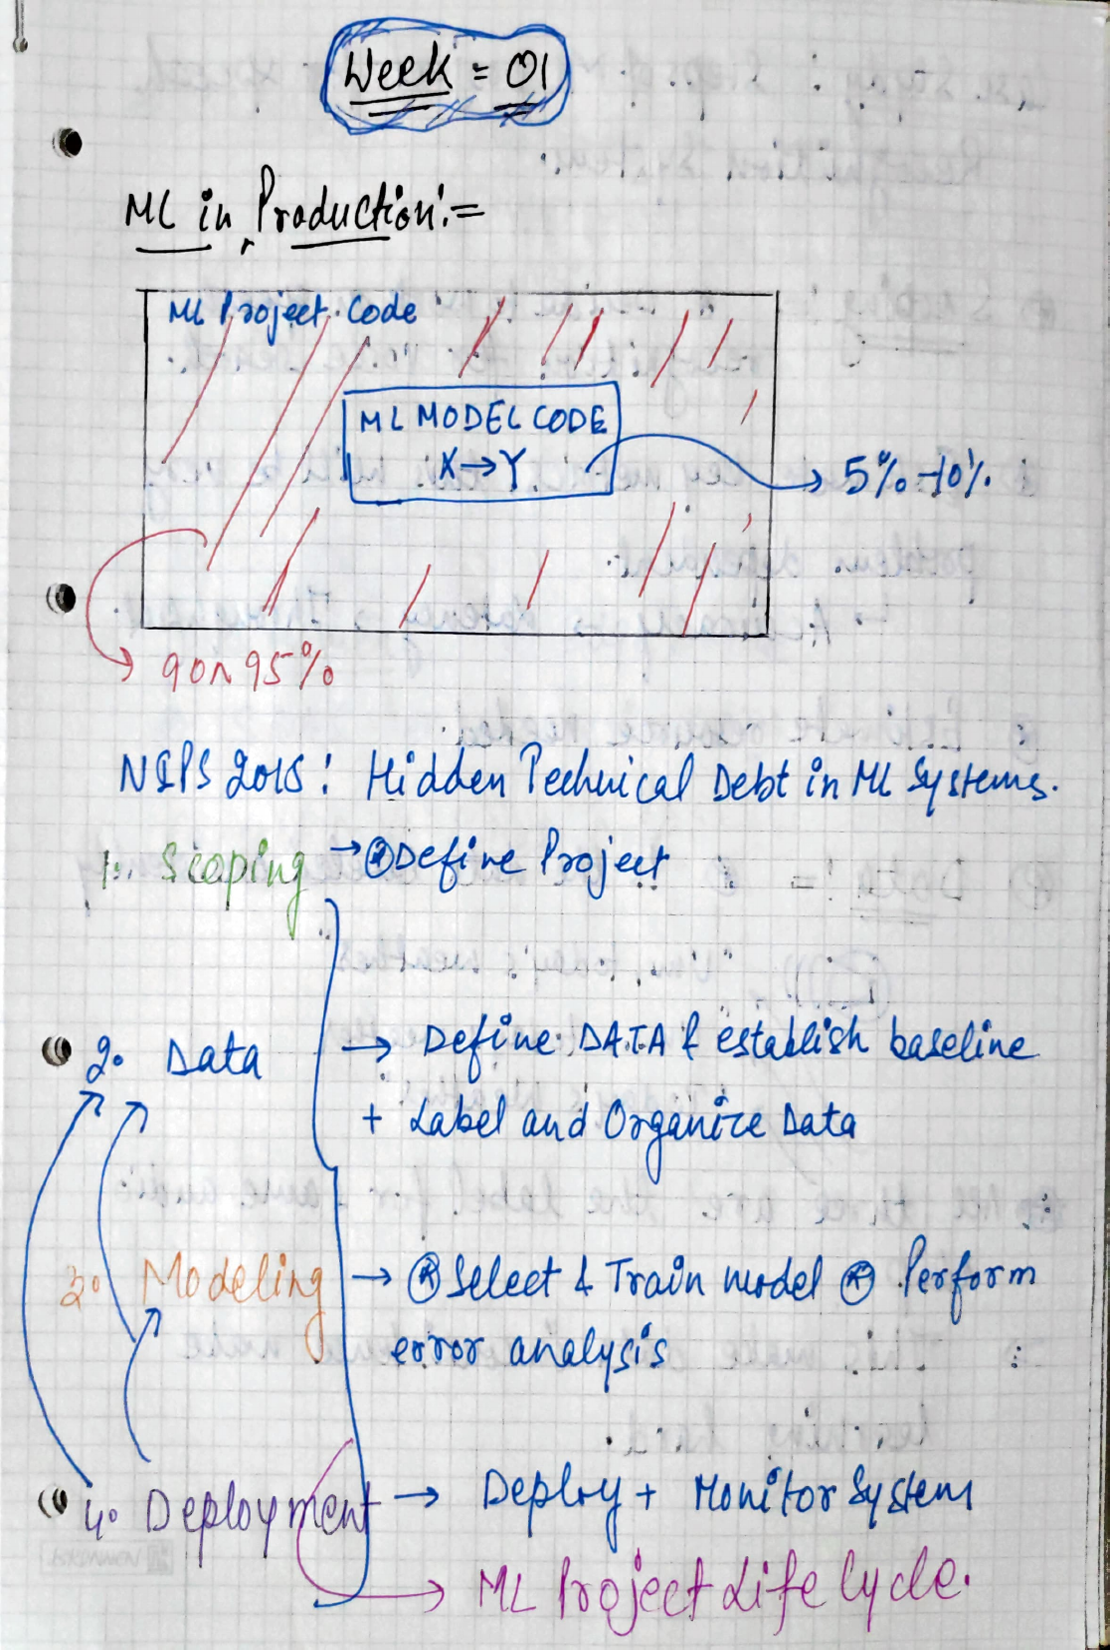 Week = 01
ML in Production:=
ML Project Code
ML MODEL CODE
X→Y
→ 5%-10%
→ 90~95%
NIPS 2015: Hidden Technical Debt in ML Systems.
1. Scoping → ⊛Define Project
2. Data → Define DATA & establish baseline
+ Label and Organize Data
3. Modeling → ⊛Select & Train model ⊛ Perform
error analysis
4. Deployment → Deploy + Monitor System
→ ML Project Life Cycle.